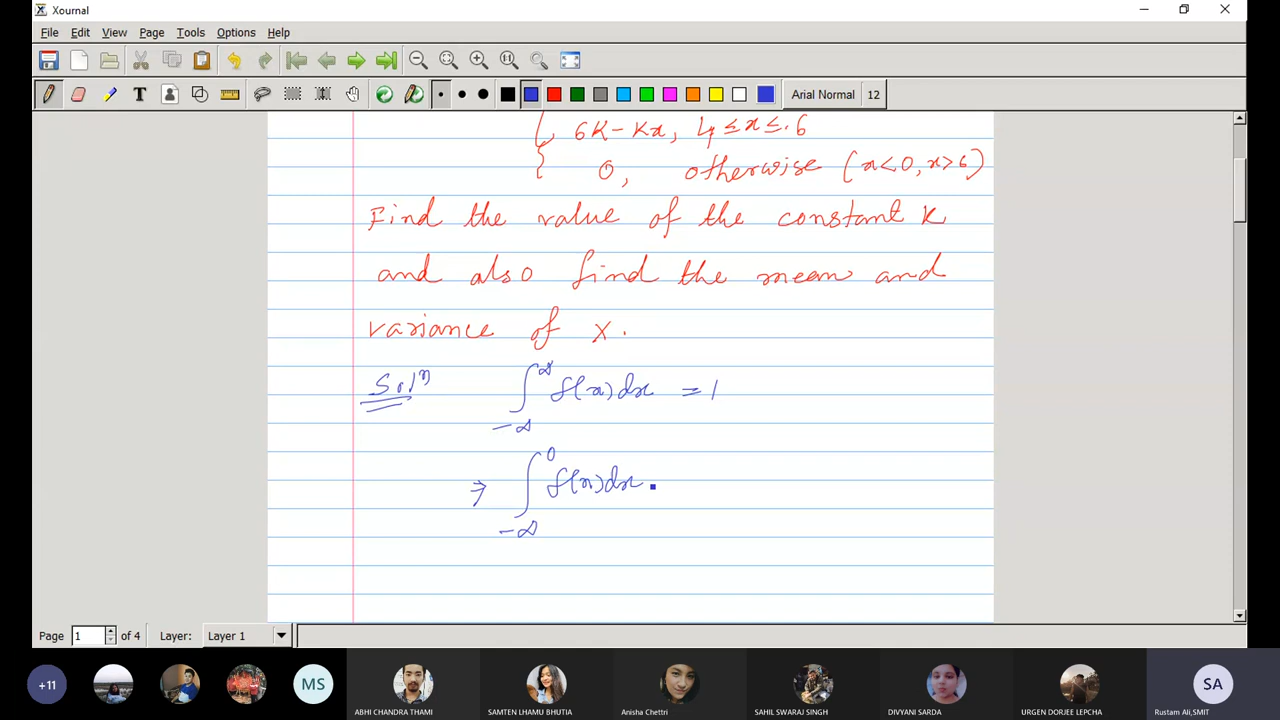 Xournal
File Edit View Page Tools Options Help
Arial Normal 12
6K - Kx, 4 ≤ x ≤ 6
0, otherwise (x<0, x>6)
Find the value of the constant K
and also find the mean and
variance of X.
Solⁿ ∫_{-∞}^{∞} f(x)dx = 1
⇒ ∫_{-∞}^{0} f(x)dx
Page 1 of 4 Layer: Layer 1
+11 MS ABHI CHANDRA THAMI SAMTEN LHAMU BHUTIA Anisha Chettri SAHIL SWARAJ SINGH DIVYANI SARDA URGEN DORJEE LEPCHA SA Rustam Ali,SMIT